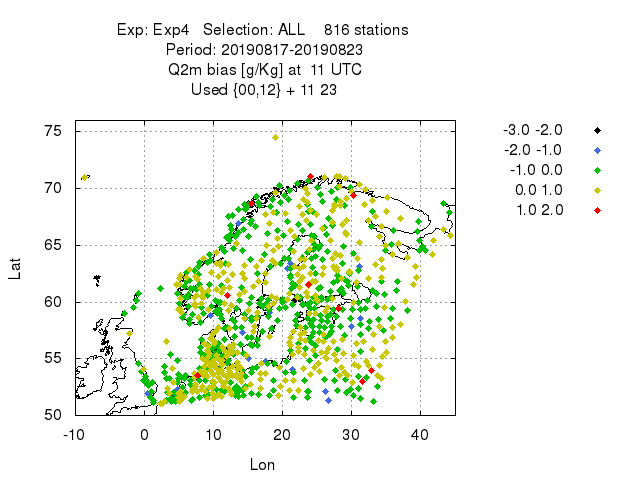 Exp: Exp4 Selection: ALL 816 stations
Period: 20190817-20190823
Q2m bias [g/Kg] at 11 UTC
Used {00,12} + 11 23
-3.0 -2.0
-2.0 -1.0
-1.0 0.0
0.0 1.0
1.0 2.0
Lat
75
70
65
60
55
50
-10 0 10 20 30 40
Lon